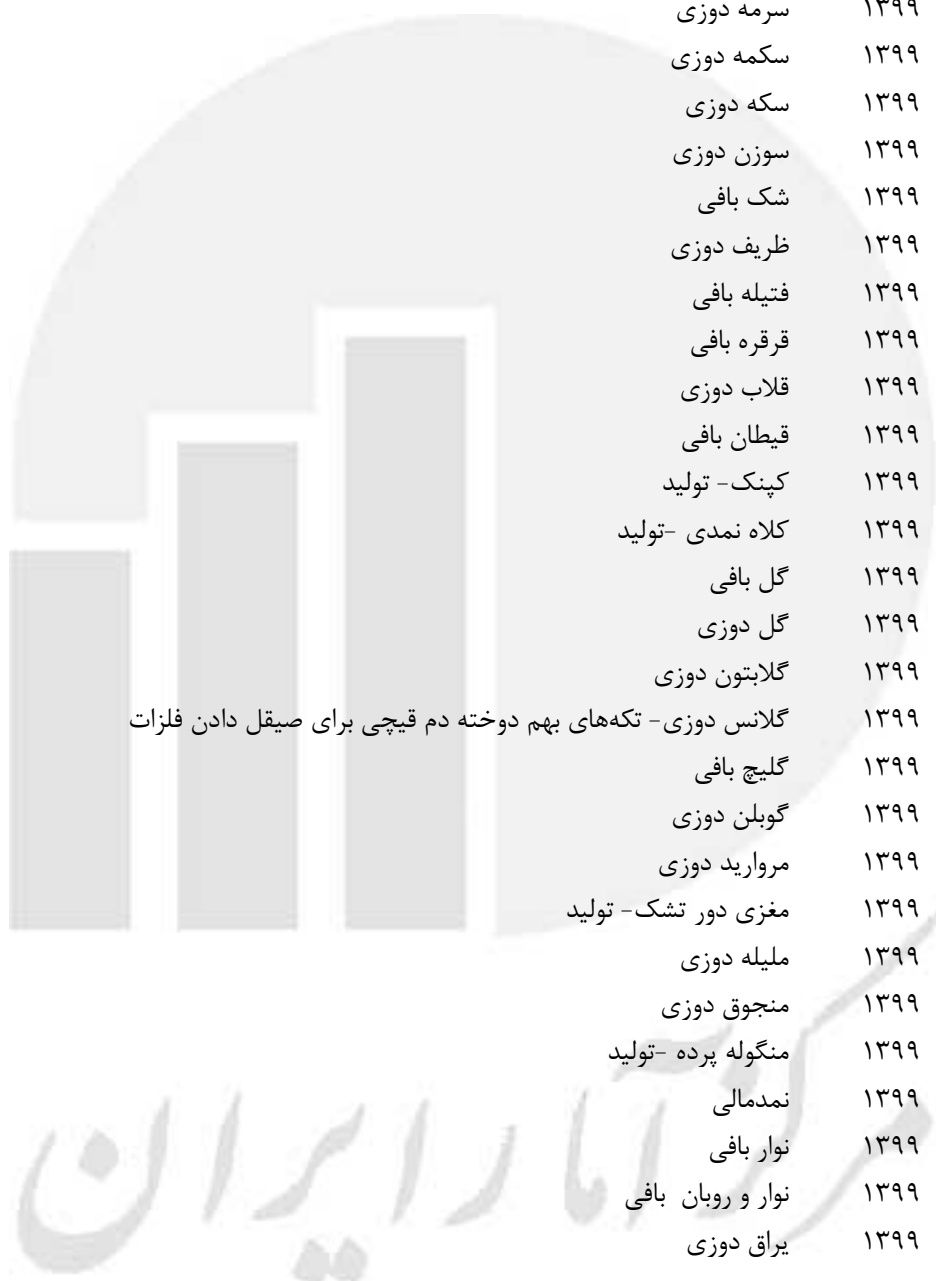 ۱۳۹۹ سرمه دوزی
۱۳۹۹ سکمه دوزی
۱۳۹۹ سکه دوزی
۱۳۹۹ سوزن دوزی
۱۳۹۹ شک بافی
۱۳۹۹ ظریف دوزی
۱۳۹۹ فتیله بافی
۱۳۹۹ قرقره بافی
۱۳۹۹ قلاب دوزی
۱۳۹۹ قیطان بافی
۱۳۹۹ کپنک- تولید
۱۳۹۹ کلاه نمدی -تولید
۱۳۹۹ گل بافی
۱۳۹۹ گل دوزی
۱۳۹۹ گلابتون دوزی
۱۳۹۹ گلانس دوزی- تکه‌های بهم دوخته دم قیچی برای صیقل دادن فلزات
۱۳۹۹ گلیچ بافی
۱۳۹۹ گوبلن دوزی
۱۳۹۹ مروارید دوزی
۱۳۹۹ مغزی دور تشک- تولید
۱۳۹۹ ملیله دوزی
۱۳۹۹ منجوق دوزی
۱۳۹۹ منگوله پرده -تولید
۱۳۹۹ نمدمالی
۱۳۹۹ نوار بافی
۱۳۹۹ نوار و روبان بافی
۱۳۹۹ یراق دوزی
مرکز آمار ایران